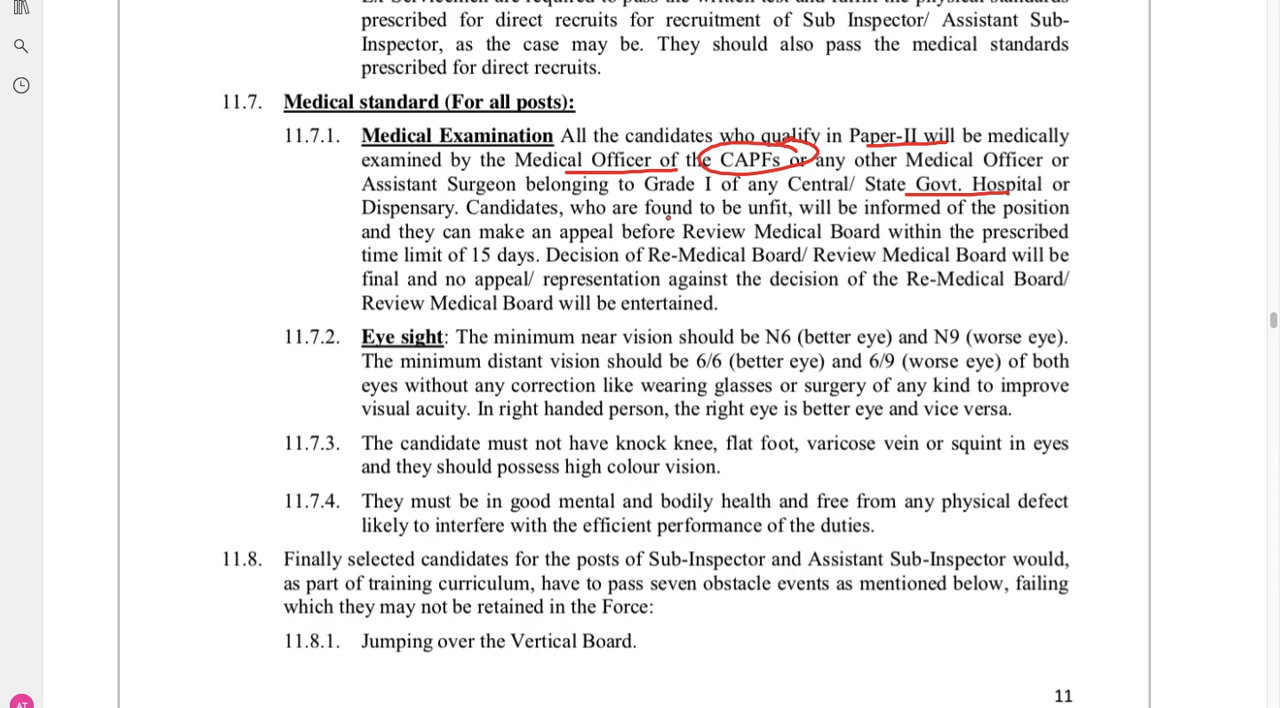 Ex-Servicemen are required to pass the written test and fulfil the physical standards
prescribed for direct recruits for recruitment of Sub Inspector/ Assistant Sub-
Inspector, as the case may be. They should also pass the medical standards
prescribed for direct recruits.
11.7. Medical standard (For all posts):
11.7.1. Medical Examination All the candidates who qualify in Paper-II will be medically
examined by the Medical Officer of the CAPFs or any other Medical Officer or
Assistant Surgeon belonging to Grade I of any Central/ State Govt. Hospital or
Dispensary. Candidates, who are found to be unfit, will be informed of the position
and they can make an appeal before Review Medical Board within the prescribed
time limit of 15 days. Decision of Re-Medical Board/ Review Medical Board will be
final and no appeal/ representation against the decision of the Re-Medical Board/
Review Medical Board will be entertained.
11.7.2. Eye sight: The minimum near vision should be N6 (better eye) and N9 (worse eye).
The minimum distant vision should be 6/6 (better eye) and 6/9 (worse eye) of both
eyes without any correction like wearing glasses or surgery of any kind to improve
visual acuity. In right handed person, the right eye is better eye and vice versa.
11.7.3. The candidate must not have knock knee, flat foot, varicose vein or squint in eyes
and they should possess high colour vision.
11.7.4. They must be in good mental and bodily health and free from any physical defect
likely to interfere with the efficient performance of the duties.
11.8. Finally selected candidates for the posts of Sub-Inspector and Assistant Sub-Inspector would,
as part of training curriculum, have to pass seven obstacle events as mentioned below, failing
which they may not be retained in the Force:
11.8.1. Jumping over the Vertical Board.
11
AT